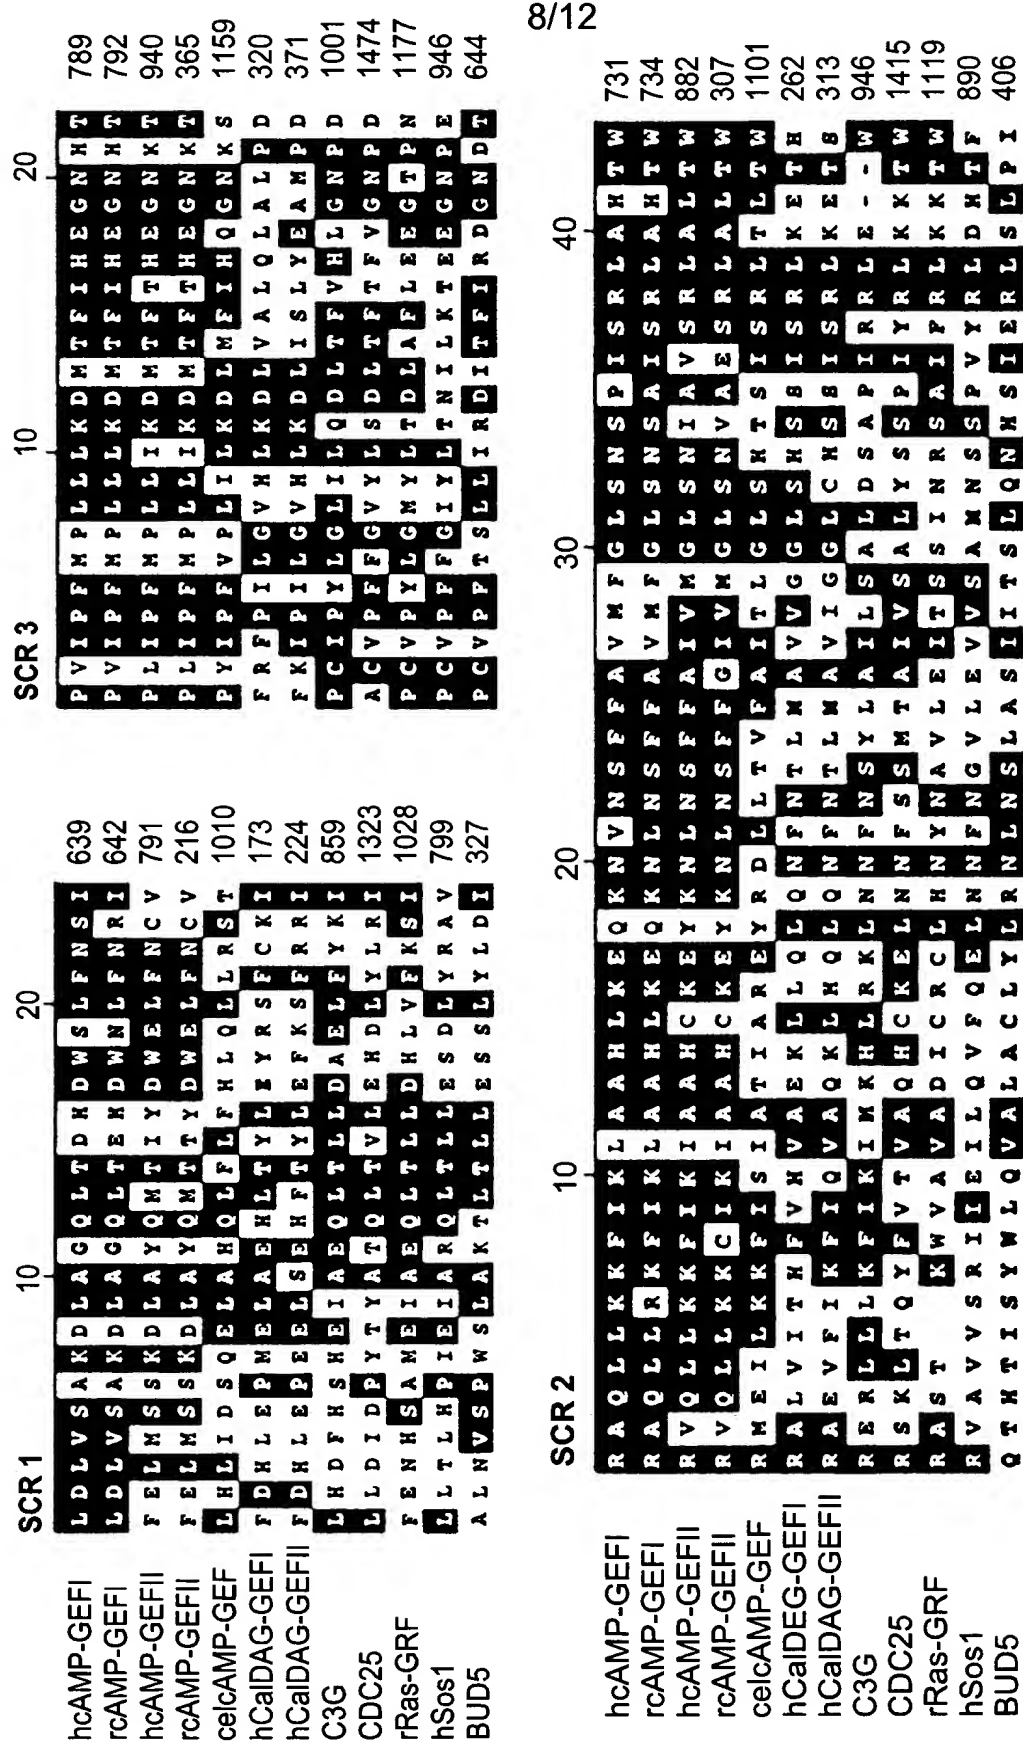 8/12
SCR 1
10 20
hcAMP-GEFI L D L V S A K D L A G Q L T D H D W S L F N S I 639
rcAMP-GEFI L D L V S A K D L A G Q L T E H D W N L F N R I 642
hcAMP-GEFII F E L M S S K D L A Y Q M T I Y D W E L F N C V 791
rcAMP-GEFII F E L M S S K D L A Y Q M T T Y D W E L F N C V 216
celcAMP-GEF L H L I D S Q E L A H Q L F L F H L Q L L R S T 1010
hCalDAG-GEFI F D H L E P M E L A E H L T Y L E Y R S F C K I 173
hCalDAG-GEFII F D H L E P E E L S E H F T Y L E F K S F R R I 224
C3G L H D F H S H E I A E Q L T L L D A E L F Y K I 859
CDC25 L L D I D P Y T Y A T Q L T V L E H D L Y L R I 1323
rRas-GRF F E N H S A M E I A E Q L T L L D H L V F K S I 1028
hSos1 L L T L H P I E I A R Q L T L L E S D L Y R A V 799
BUD5 A L N V S P W S L A K T L T L L E S S L Y L D I 327
SCR 3
10 20
P V I P F M P L L L K D M T F I H E G N H T 789
P V I P F M P L L L K D M T F I H E G N H T 792
P L I P F M P L L I K D M T F T H E G N K T 940
P L I P F M P L L I K D M T F T H E G N K T 365
P Y I P F V P L I L K D L M F I H Q G N K S 1159
F R F P I L G V H L K D L V A L Q L A L P D 320
F K I P I L G V H L K D L I S L Y E A M P D 371
P C I P Y L G L I L Q D L T F V H L G N P D 1001
A C V P F F G V Y L S D L T F T F V G N P D 1474
P C V P Y L G M Y L T D L A F L E E G T P N 1177
P C V P F F G I Y L T N I L K T E E G N P E 946
P C V P F T S L L I R D I T F I R D G N D T 644
SCR 2
10 20 30 40
hcAMP-GEFI R A Q L L K K F I K L A A H L K E Q K N V N S F F A V M F G L S N S P I S R L A H T W 731
rcAMP-GEFI R A Q L L R K F I K L A A H L K E Q K N L N S F F A V M F G L S N S A I S R L A H T W 734
hcAMP-GEFII R V Q L L K K F I K I A A H C K E Y K N L N S F F A I V M G L S N I A V S R L A L T W 882
rcAMP-GEFII R V Q L L K K C I K I A A H C K E Y K N L N S F F G I V M G L S N V A E S R L A L T W 307
celcAMP-GEF R M E I L K K F I S I A T I A R E Y R D L L T V F A I T L G L S H T S I S R L T L T W 1101
hCalDEG-GEFI R A L V I T H F V H V A E K L L Q L Q N F N T L M A V V G G L S H S S I S R L K E T H 262
hCalDAG-GEFII R A E V F I K F I Q V A Q K L H Q L Q N F N T L M A V I G G L C H S S I S R L K E T S 313
C3G R E R L L L K F I K I M K H L R K L N N F N S Y L A I L S A L D S A P I R R L E - - W 946
CDC25 R S K L T Q Y F V T V A Q H C K E L N N F S S M T A I V S A L Y S S P I Y R L K K T W 1415
rRas-GRF R A S T K W V A V A D I C R C L H N Y N A V L E I T S S I N R S A I F R L K K T W 1119
hSos1 R V A V V S R I I E I L Q V F Q E L N N F N G V L E V V S A M N S S P V Y R L D H T F 890
BUD5 Q T H T I S Y W L Q V A L A C L Y L R N L N S L A S I I T S L Q N H S I E R L S L P I 406